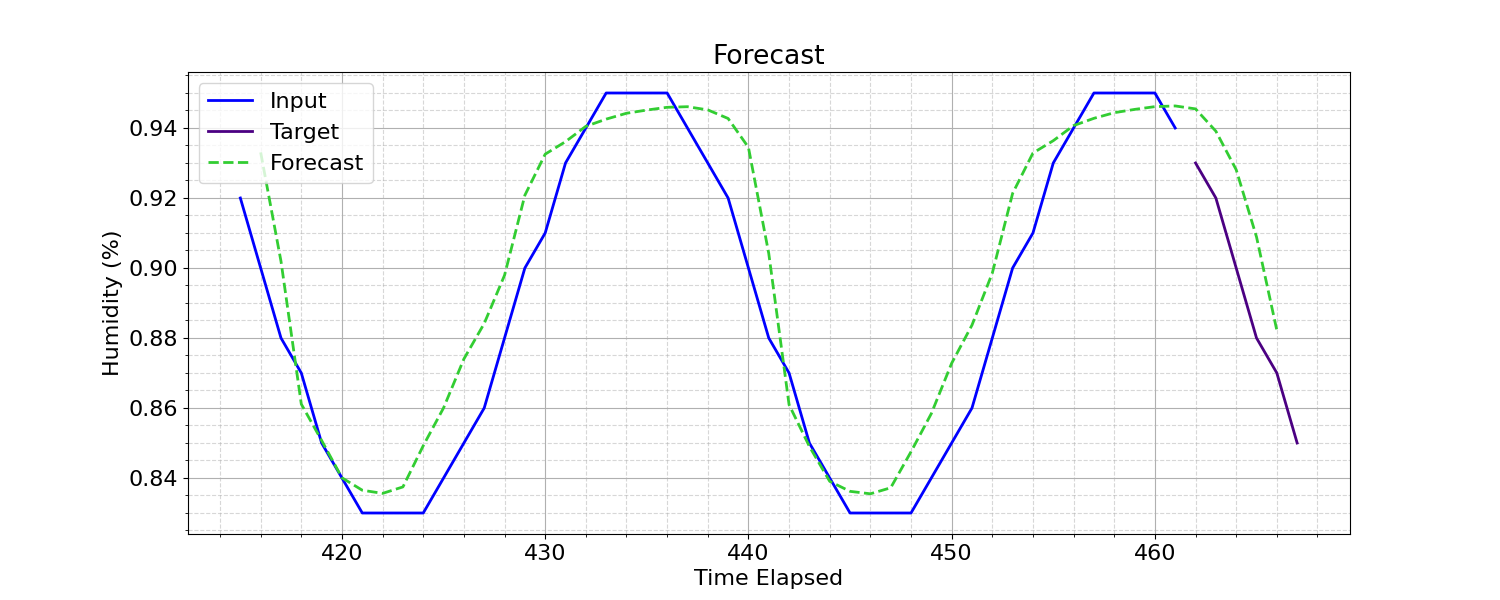 Forecast
Input
Target
Forecast
Humidity (%)
0.94
0.92
0.90
0.88
0.86
0.84
420 430 440 450 460
Time Elapsed